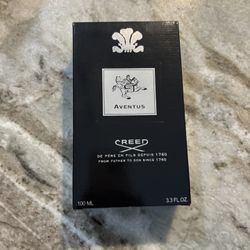 AVENTUS
CREED
DE PÈRE EN FILS DEPUIS 1760
FROM FATHER TO SON SINCE 1760
100 ML 3.3 FL.OZ.